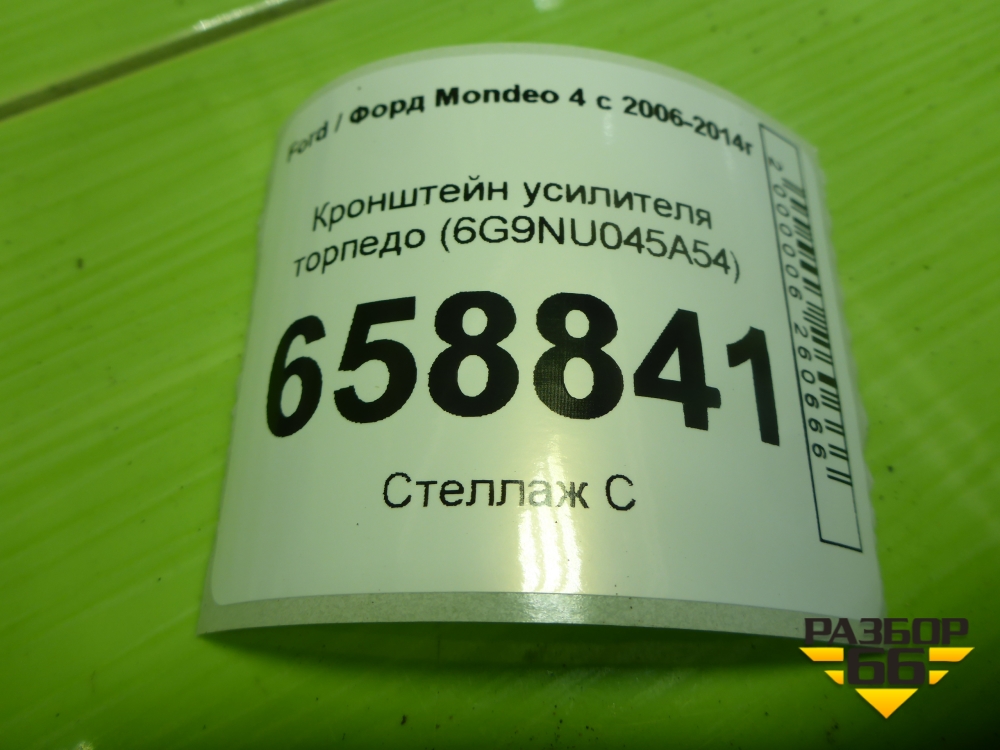 Ford / Форд Mondeo 4 с 2006-2014г
Кронштейн усилителя
торпедо (6G9NU045A54)
658841
Стеллаж С
2000006260666
РАЗБОР
66